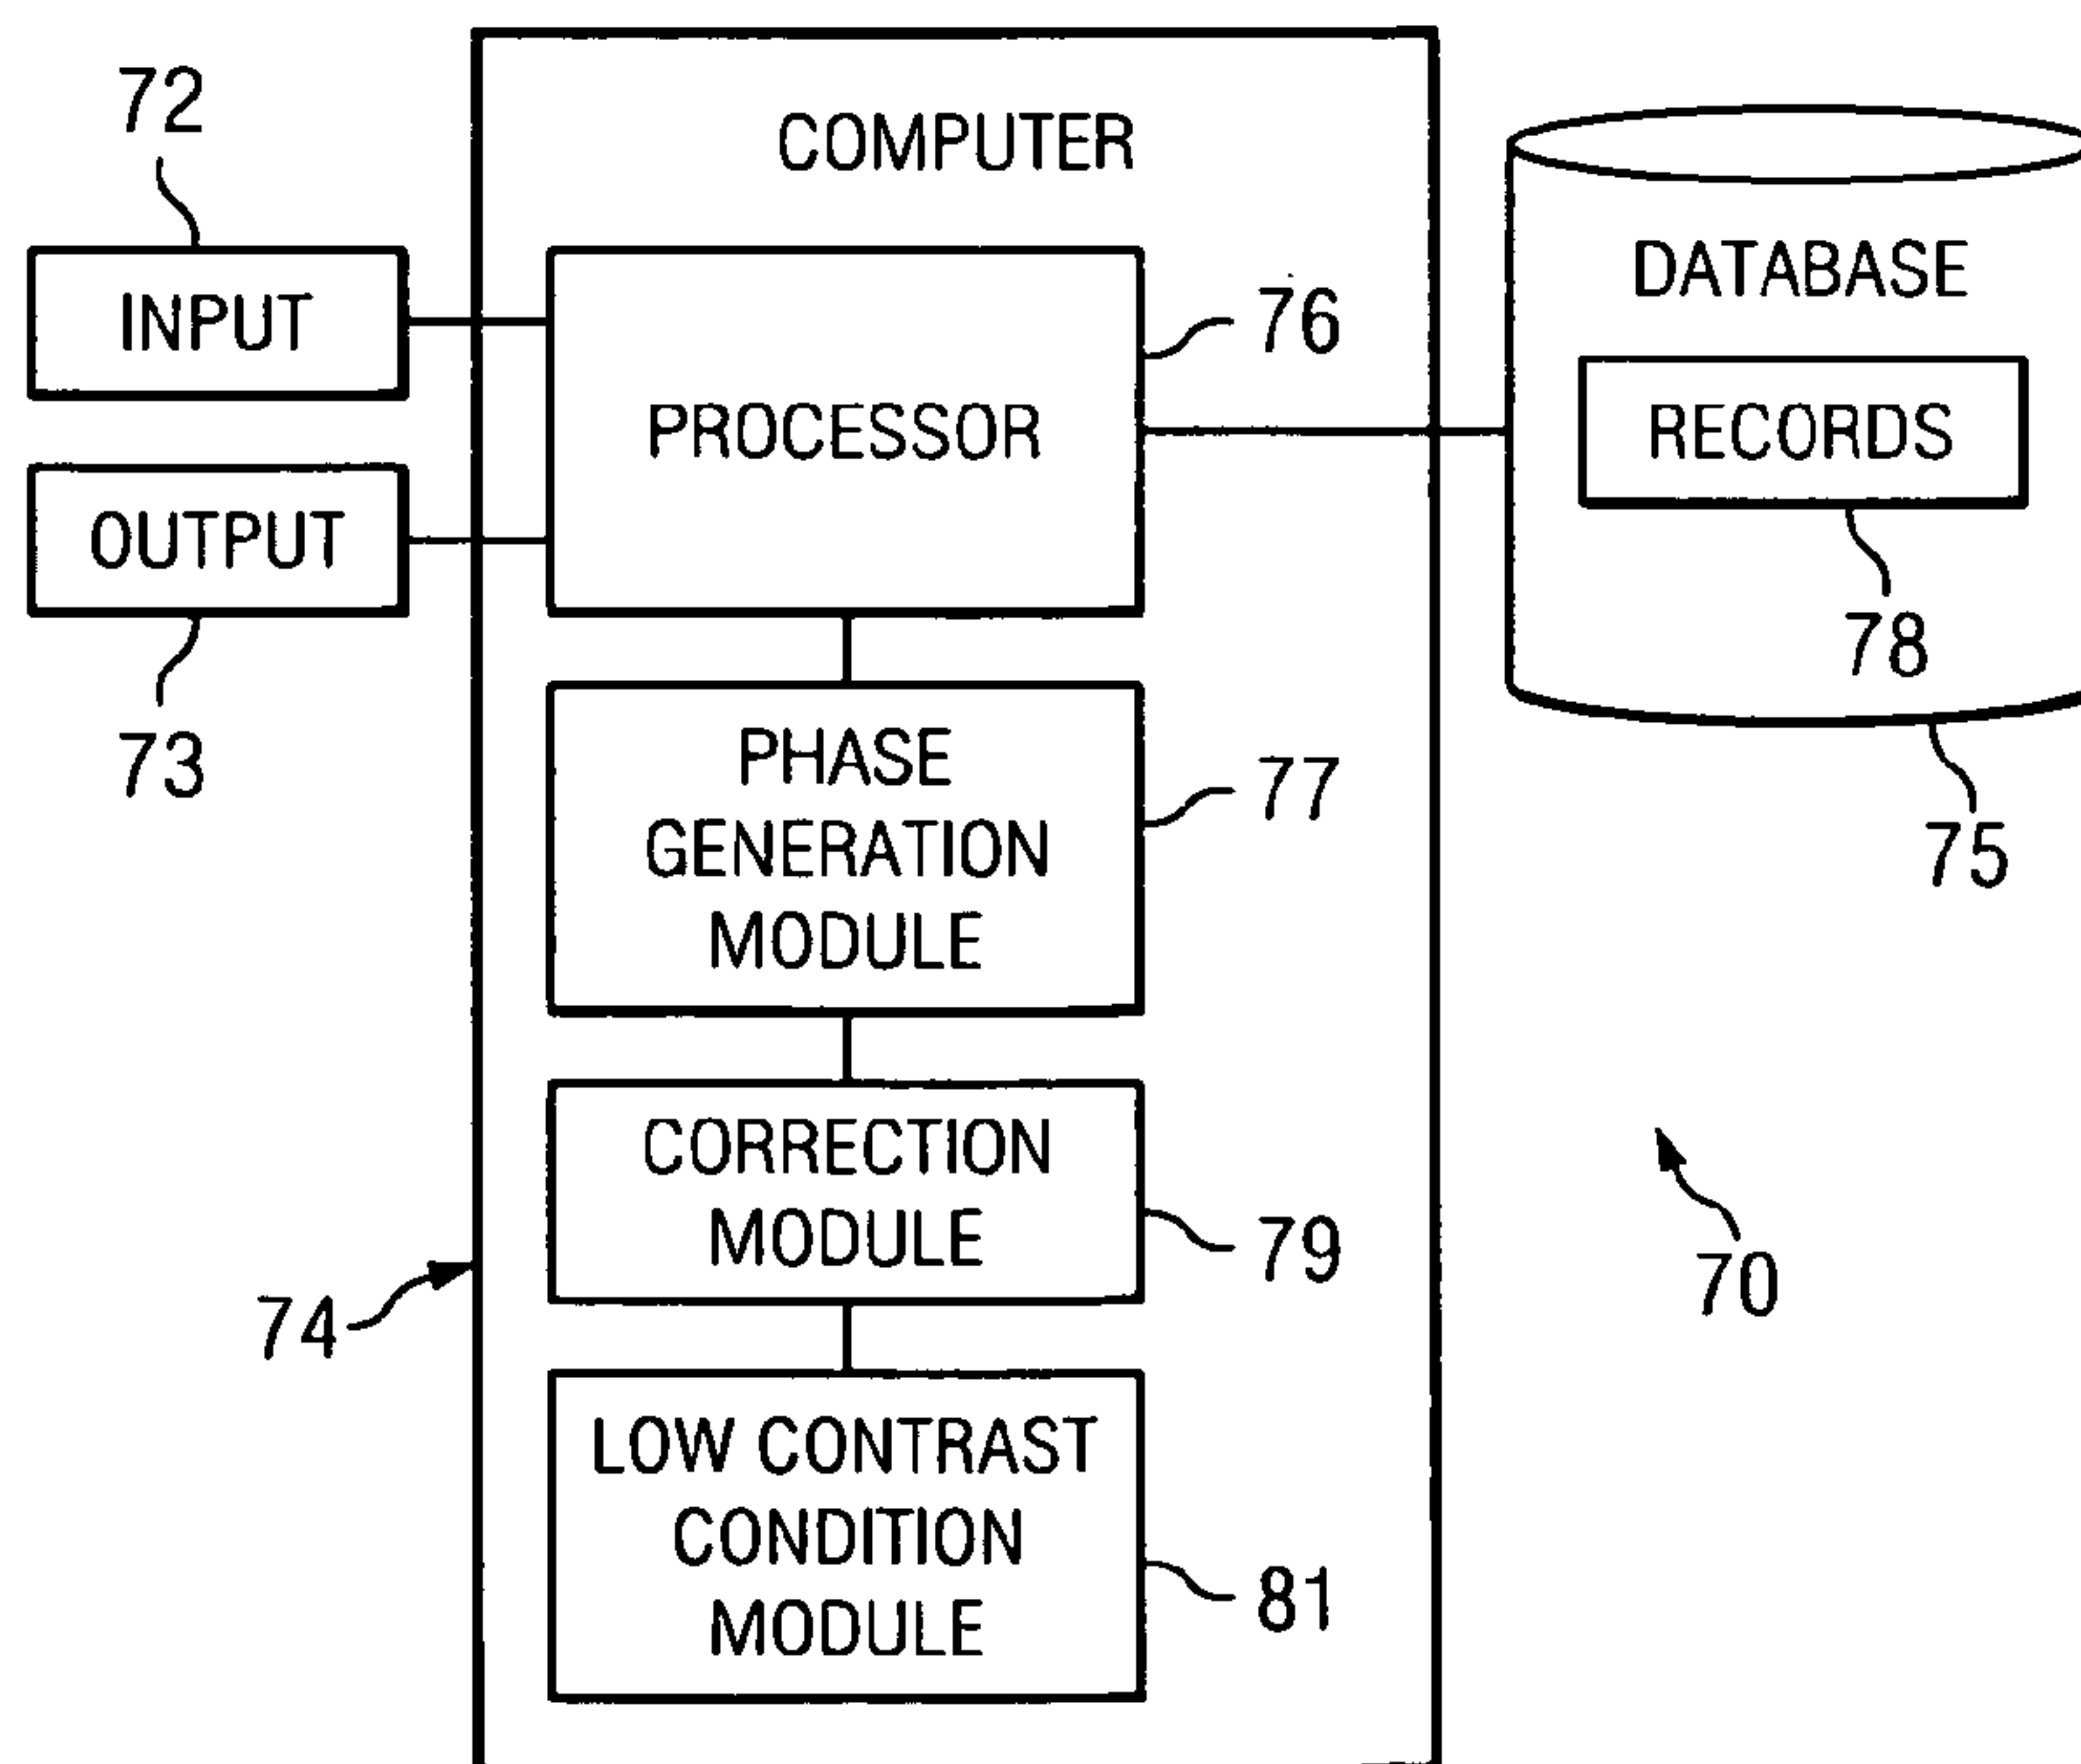 72
COMPUTER
INPUT
PROCESSOR
76
DATABASE
RECORDS
78
OUTPUT
73
PHASE
GENERATION
MODULE
77
75
CORRECTION
MODULE
79
74
70
LOW CONTRAST
CONDITION
MODULE
81